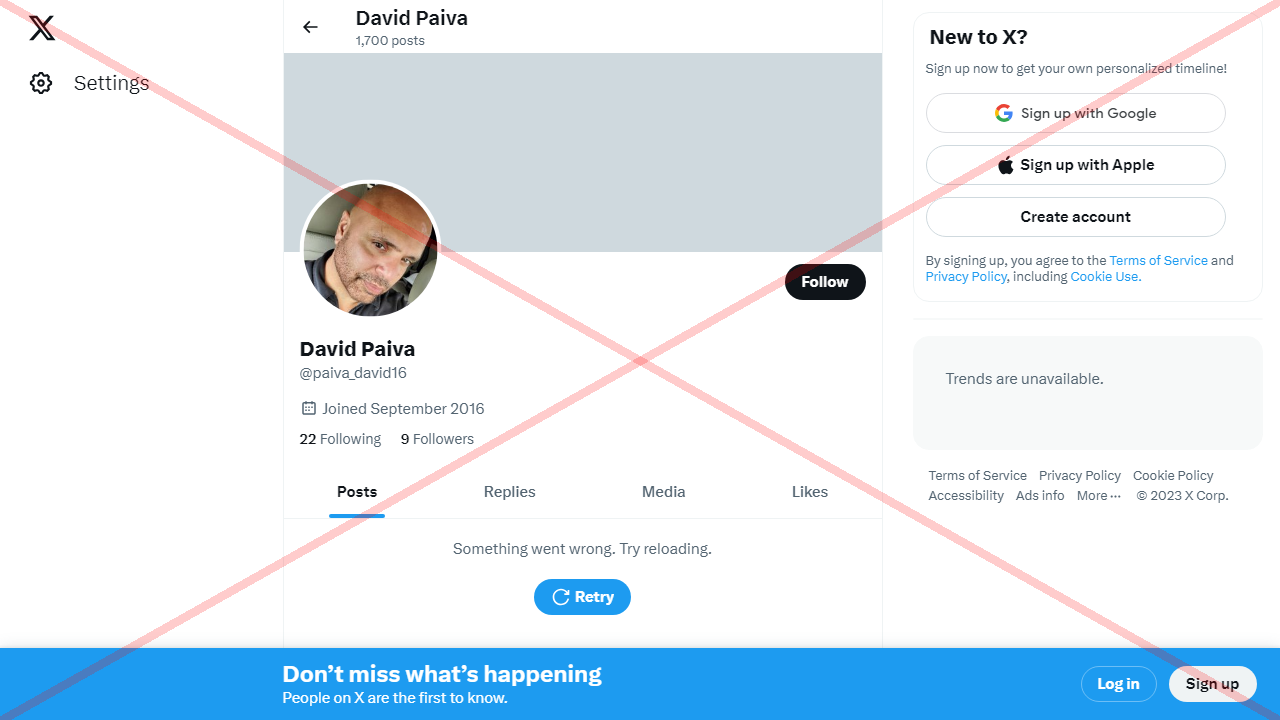 Settings
David Paiva
1,700 posts
Follow
David Paiva
@paiva_david16
Joined September 2016
22 Following 9 Followers
Posts Replies Media Likes
Something went wrong. Try reloading.
Retry
New to X?
Sign up now to get your own personalized timeline!
Sign up with Google
Sign up with Apple
Create account
By signing up, you agree to the Terms of Service and
Privacy Policy, including Cookie Use.
Trends are unavailable.
Terms of Service Privacy Policy Cookie Policy
Accessibility Ads info More ··· © 2023 X Corp.
Don’t miss what’s happening
People on X are the first to know.
Log in Sign up